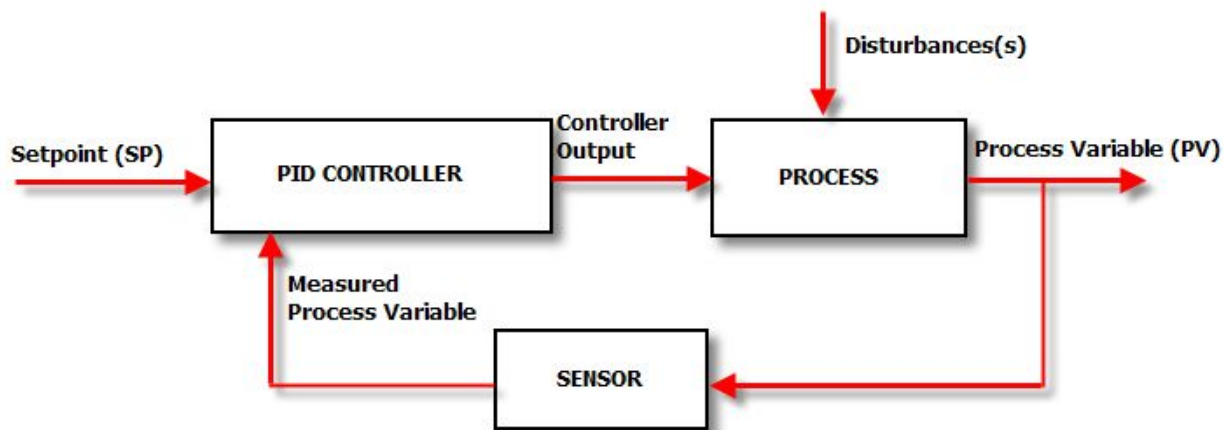 Disturbances(s)
Setpoint (SP)
PID CONTROLLER
Controller
Output
PROCESS
Process Variable (PV)
Measured
Process Variable
SENSOR